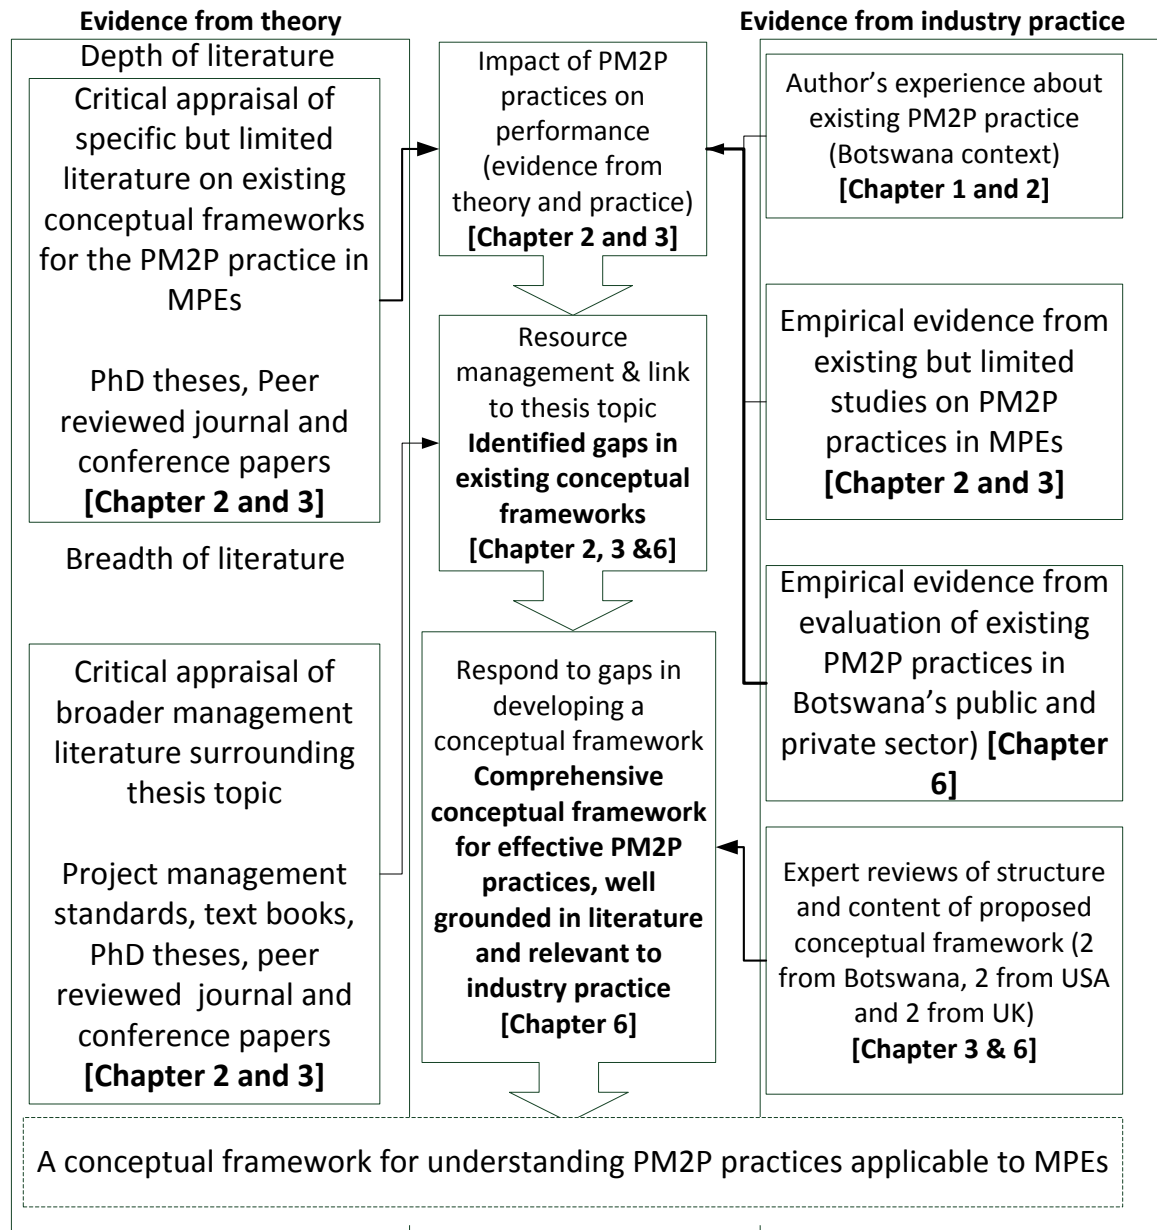 Evidence from theory
Depth of literature
Critical appraisal of
specific but limited
literature on existing
conceptual frameworks
for the PM2P practice in
MPEs
PhD theses, Peer
reviewed journal and
conference papers
[Chapter 2 and 3]
Breadth of literature
Critical appraisal of
broader management
literature surrounding
thesis topic
Project management
standards, text books,
PhD theses, peer
reviewed journal and
conference papers
[Chapter 2 and 3]
Impact of PM2P
practices on
performance
(evidence from
theory and practice)
[Chapter 2 and 3]
Resource
management & link
to thesis topic
Identified gaps in
existing conceptual
frameworks
[Chapter 2, 3 &6]
Respond to gaps in
developing a
conceptual framework
Comprehensive
conceptual framework
for effective PM2P
practices, well
grounded in literature
and relevant to
industry practice
[Chapter 6]
Evidence from industry practice
Author's experience about
existing PM2P practice
(Botswana context)
[Chapter 1 and 2]
Empirical evidence from
existing but limited
studies on PM2P
practices in MPEs
[Chapter 2 and 3]
Empirical evidence from
evaluation of existing
PM2P practices in
Botswana's public and
private sector) [Chapter
6]
Expert reviews of structure
and content of proposed
conceptual framework (2
from Botswana, 2 from USA
and 2 from UK)
[Chapter 3 & 6]
A conceptual framework for understanding PM2P practices applicable to MPEs